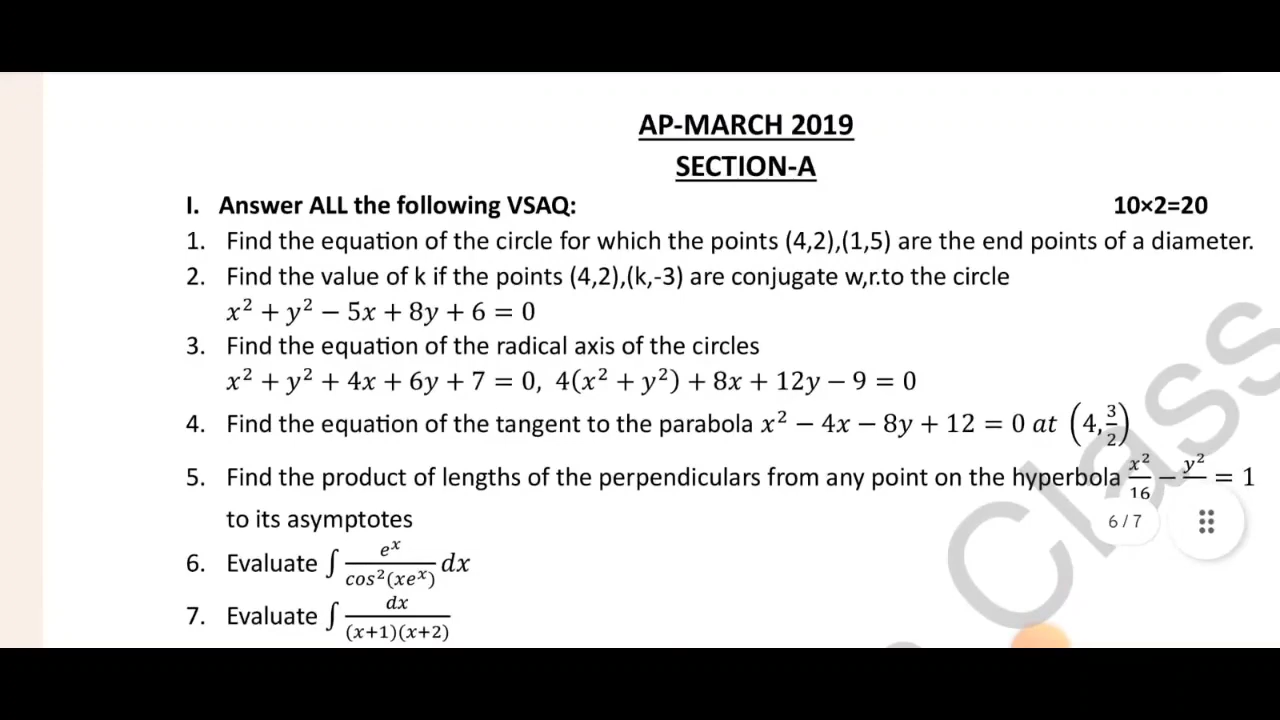 AP-MARCH 2019
SECTION-A
I. Answer ALL the following VSAQ: 10×2=20
1. Find the equation of the circle for which the points (4,2),(1,5) are the end points of a diameter.
2. Find the value of k if the points (4,2),(k,-3) are conjugate w,r.to the circle
x² + y² − 5x + 8y + 6 = 0
3. Find the equation of the radical axis of the circles
x² + y² + 4x + 6y + 7 = 0, 4(x² + y²) + 8x + 12y − 9 = 0
4. Find the equation of the tangent to the parabola x² − 4x − 8y + 12 = 0 at (4, 3/2)
5. Find the product of lengths of the perpendiculars from any point on the hyperbola x²/16 − y²/ = 1
to its asymptotes
6/7
6. Evaluate ∫ eˣ/cos²(xeˣ) dx
7. Evaluate ∫ dx/(x+1)(x+2)
Class